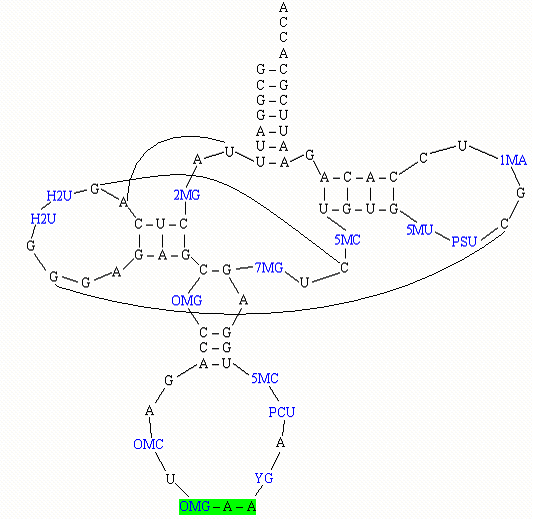 A
C
C
A
G C
C G
G C
G U
A U
U A
U U A G C U
A 1MA
A C A C C
H2U G 2MG G
H2U A C U C U G U G C
G G A G 5MC 5MU PSU
G G A C G 7MG U C
OMG A
C G
C G
A U
G 5MC
A PCU
OMC A
U YG
OMG A A